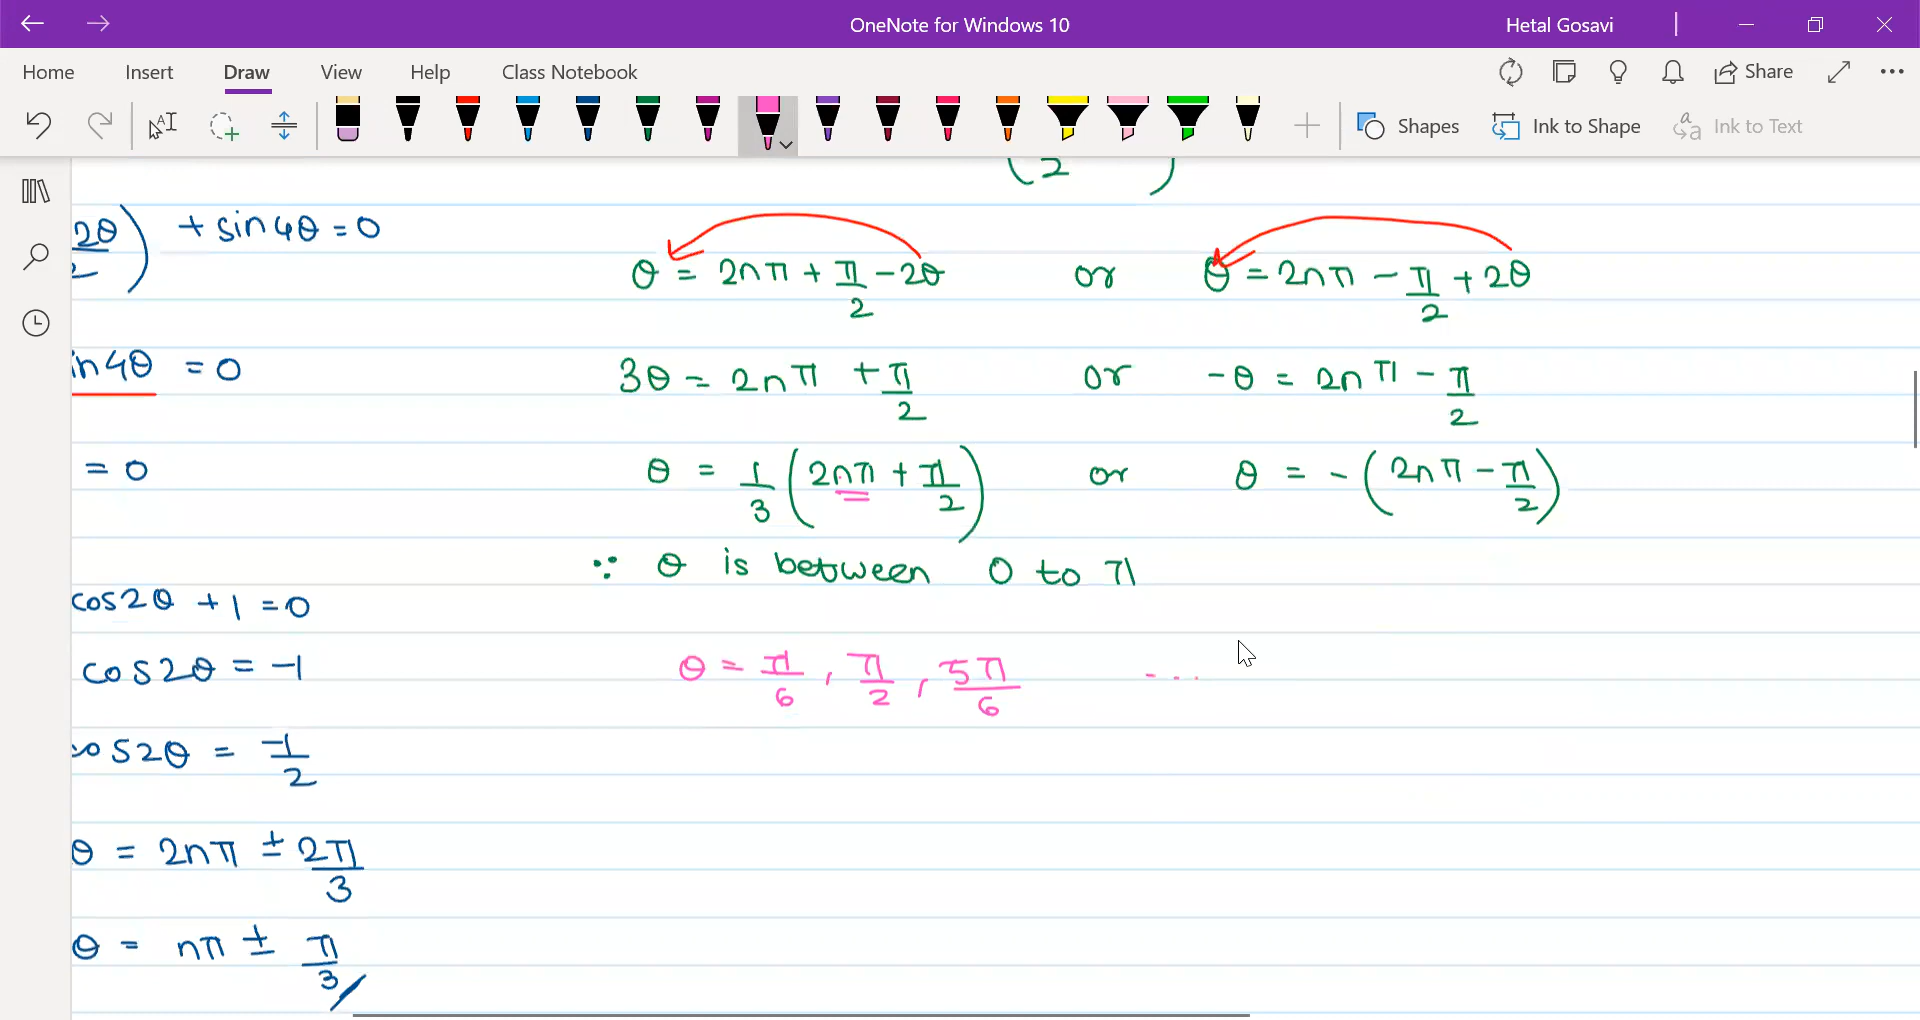 OneNote for Windows 10
Hetal Gosavi
Home Insert Draw View Help Class Notebook
Share
Shapes Ink to Shape Ink to Text
(2 )
2θ/2) + sin4θ = 0
in4θ = 0
= 0
cos2θ + 1 = 0
cos2θ = -1
cos2θ = -1/2
θ = 2nπ ± 2π/3
θ = nπ ± π/3
θ = 2nπ + π/2 - 2θ or θ = 2nπ - π/2 + 2θ
3θ = 2nπ + π/2 or -θ = 2nπ - π/2
θ = 1/3 (2nπ + π/2) or θ = - (2nπ - π/2)
∵ θ is between 0 to π
θ = π/6 , π/2 , 5π/6 ...